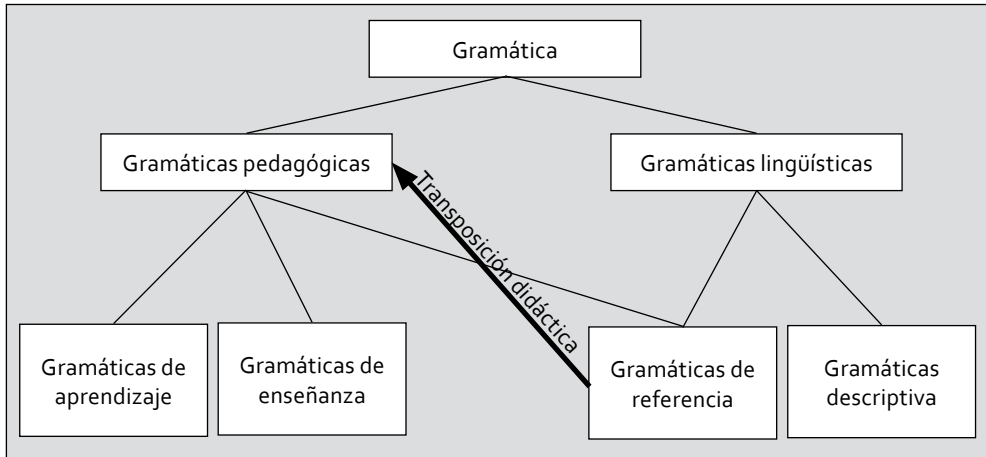 Gramática
Gramáticas pedagógicas
Gramáticas lingüísticas
Transposición didáctica
Gramáticas de
aprendizaje
Gramáticas de
enseñanza
Gramáticas de
referencia
Gramáticas
descriptiva